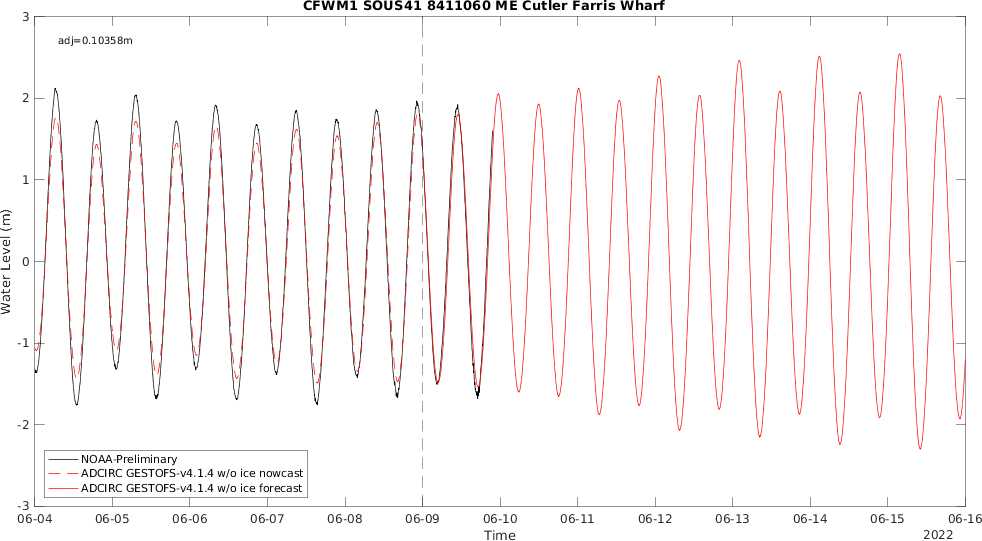 CFWM1 SOUS41 8411060 ME Cutler Farris Wharf
adj=0.10358m
3
2
1
0
-1
-2
-3
Water Level (m)
NOAA-Preliminary
ADCIRC GESTOFS-v4.1.4 w/o ice nowcast
ADCIRC GESTOFS-v4.1.4 w/o ice forecast
06-04 06-05 06-06 06-07 06-08 06-09 06-10 06-11 06-12 06-13 06-14 06-15 06-16
Time
2022